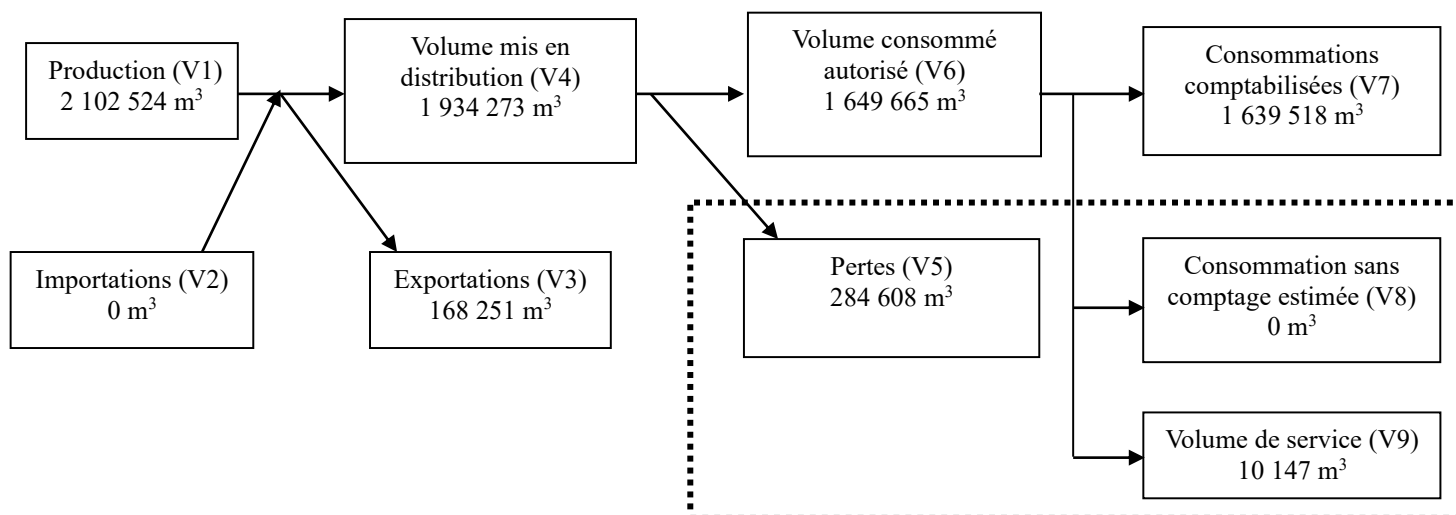 Production (V1)
2 102 524 m³
Volume mis en
distribution (V4)
1 934 273 m³
Volume consommé
autorisé (V6)
1 649 665 m³
Consommations
comptabilisées (V7)
1 639 518 m³
Importations (V2)
0 m³
Exportations (V3)
168 251 m³
Pertes (V5)
284 608 m³
Consommation sans
comptage estimée (V8)
0 m³
Volume de service (V9)
10 147 m³